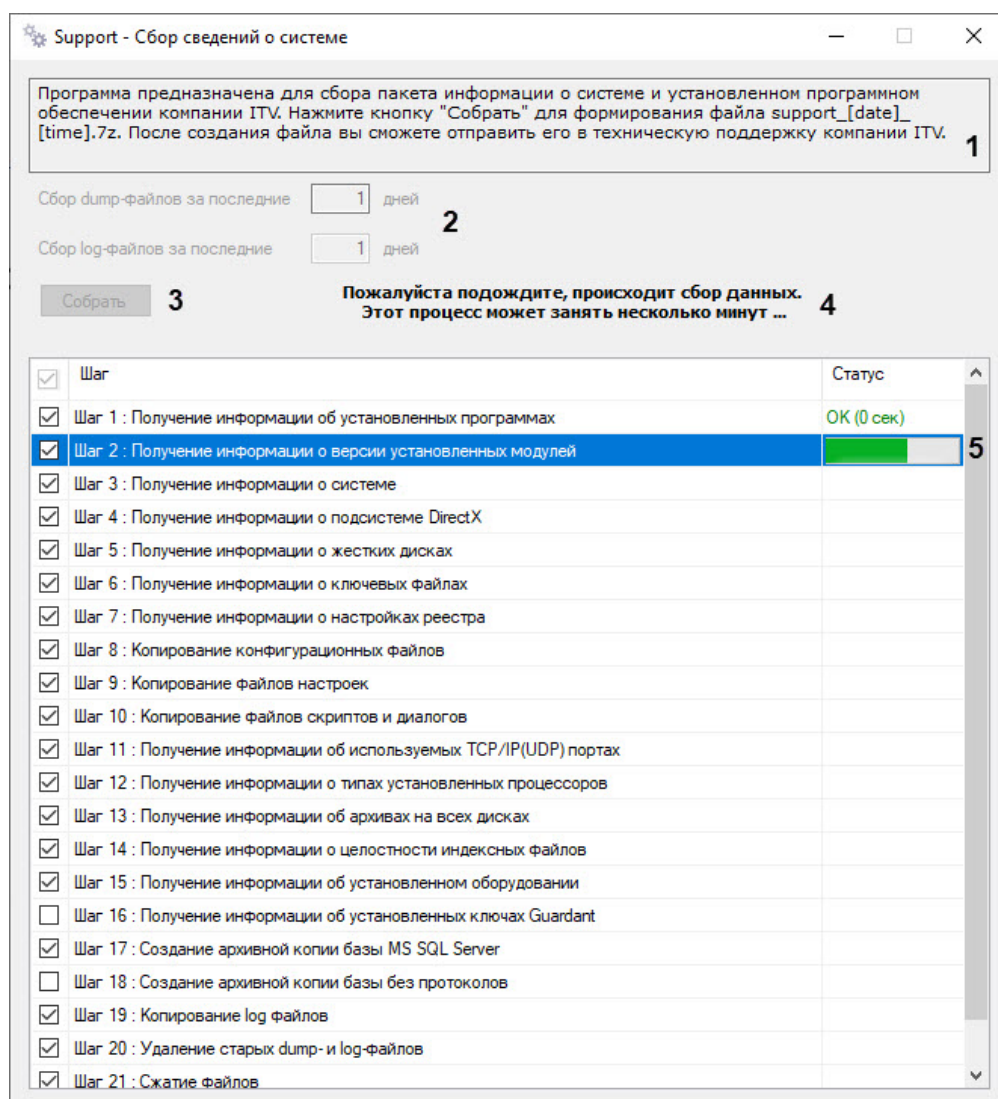 Support - Сбор сведений о системе
Программа предназначена для сбора пакета информации о системе и установленном программном
обеспечении компании ITV. Нажмите кнопку "Собрать" для формирования файла support_[date]_
[time].7z. После создания файла вы сможете отправить его в техническую поддержку компании ITV.
1
Сбор dump-файлов за последние 1 дней
2
Сбор log-файлов за последние 1 дней
Собрать 3
Пожалуйста подождите, происходит сбор данных.
Этот процесс может занять несколько минут ...
4
Шаг Статус
Шаг 1 : Получение информации об установленных программах OK (0 сек)
Шаг 2 : Получение информации о версии установленных модулей 5
Шаг 3 : Получение информации о системе
Шаг 4 : Получение информации о подсистеме DirectX
Шаг 5 : Получение информации о жестких дисках
Шаг 6 : Получение информации о ключевых файлах
Шаг 7 : Получение информации о настройках реестра
Шаг 8 : Копирование конфигурационных файлов
Шаг 9 : Копирование файлов настроек
Шаг 10 : Копирование файлов скриптов и диалогов
Шаг 11 : Получение информации об используемых TCP/IP(UDP) портах
Шаг 12 : Получение информации о типах установленных процессоров
Шаг 13 : Получение информации об архивах на всех дисках
Шаг 14 : Получение информации о целостности индексных файлов
Шаг 15 : Получение информации об установленном оборудовании
Шаг 16 : Получение информации об установленных ключах Guardant
Шаг 17 : Создание архивной копии базы MS SQL Server
Шаг 18 : Создание архивной копии базы без протоколов
Шаг 19 : Копирование log файлов
Шаг 20 : Удаление старых dump- и log-файлов
Шаг 21 : Сжатие файлов